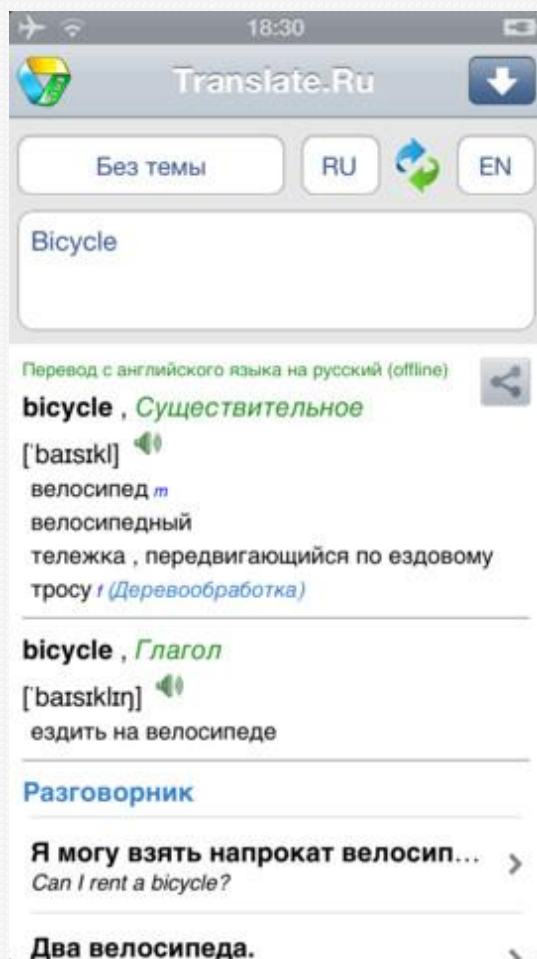 18:30
Translate.Ru
Без темы RU EN
Bicycle
Перевод с английского языка на русский (offline)
bicycle , Существительное
[ˈbaɪsɪkl]
велосипед m
велосипедный
тележка , передвигающийся по ездовому
тросу f (Деревообработка)
bicycle , Глагол
[ˈbaɪsɪklɪŋ]
ездить на велосипеде
Разговорник
Я могу взять напрокат велосип...
Can I rent a bicycle?
Два велосипеда.